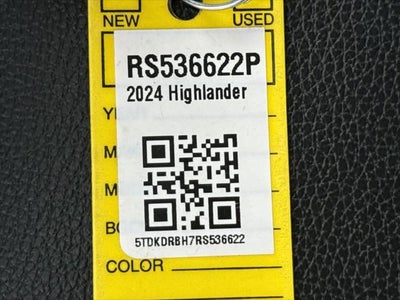 NEW USED
RS536622P
2024 Highlander
5TDKDRBH7RS536622
COLOR